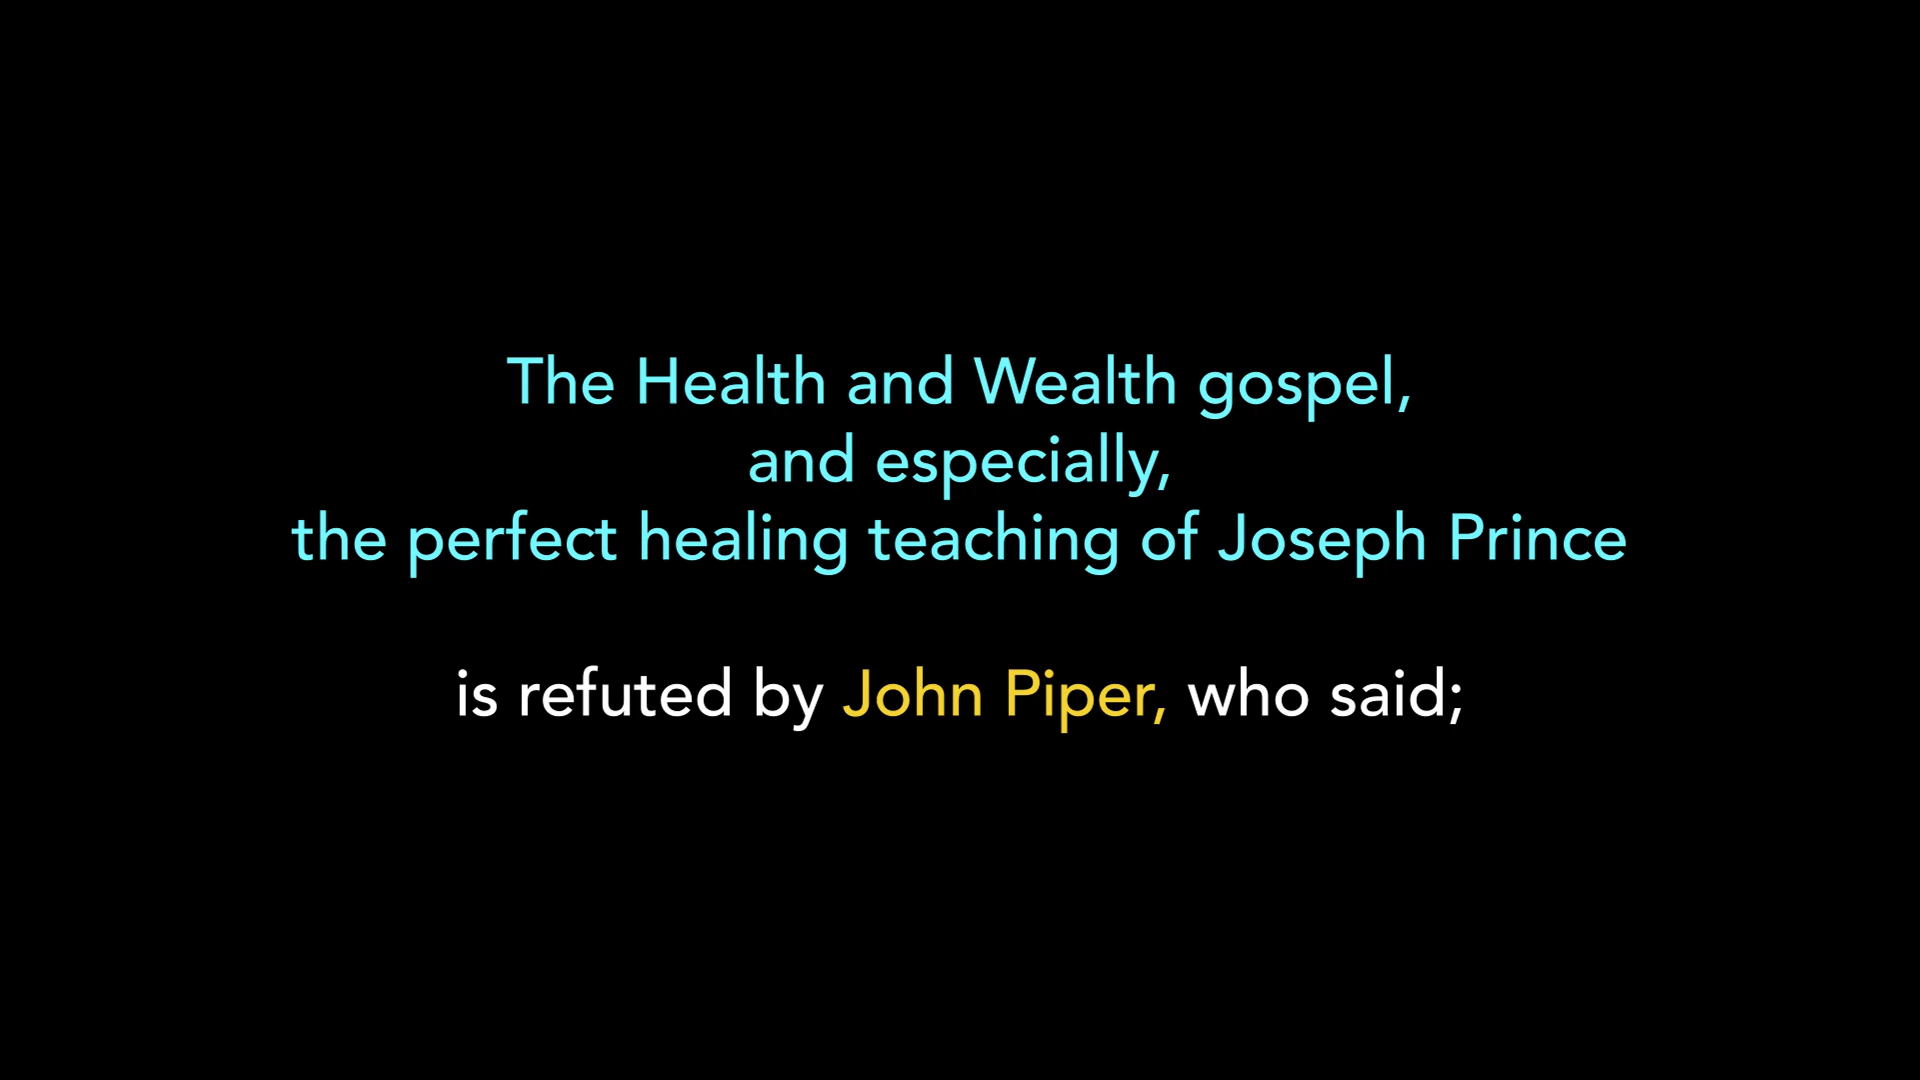 The Health and Wealth gospel,
and especially,
the perfect healing teaching of Joseph Prince
is refuted by John Piper, who said;